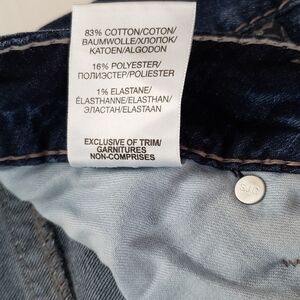 83% COTTON/COTON/
BAUMWOLLE/ХЛОПОК/
KATOEN/ALGODON
16% POLYESTER/
ПОЛИЭСТЕР/POLIESTER
1% ELASTANE/
ÉLASTHANNE/ELASTHAN/
ЭЛАСТАН/ELASTAAN
EXCLUSIVE OF TRIM/
GARNITURES
NON-COMPRISES